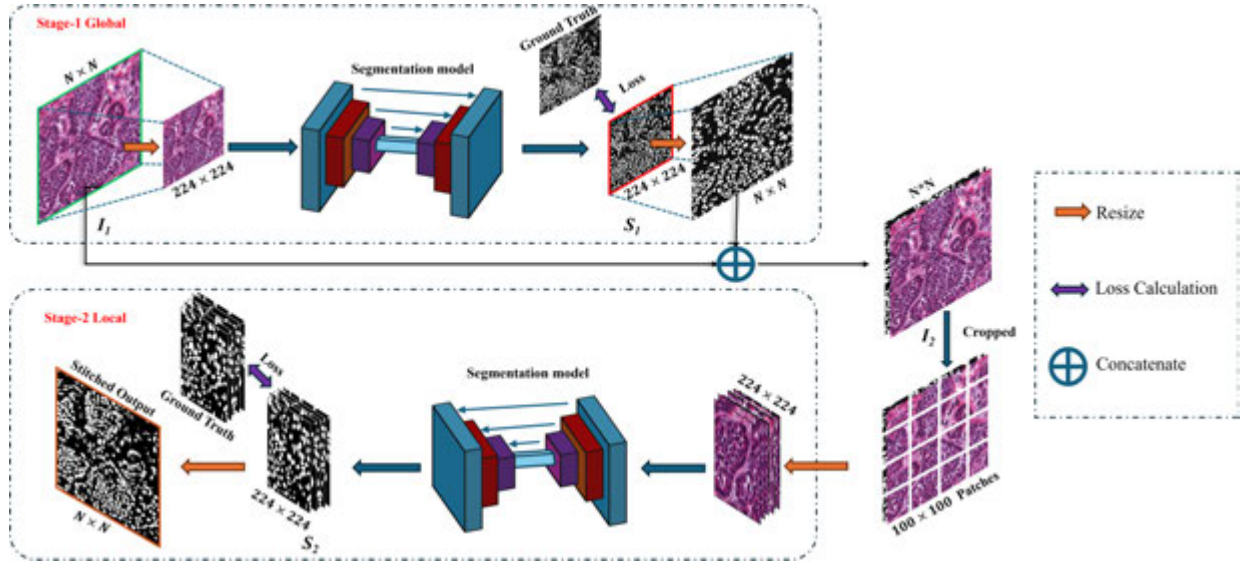 Stage-1 Global
N × N
224 × 224
I₁
Segmentation model
Ground Truth
Loss
224 × 224
N × N
S₁
N*N
I₂
Cropped
100 × 100 Patches
Resize
Loss Calculation
Concatenate
Stage-2 Local
Stitched Output
N × N
Ground Truth
Loss
224 × 224
S₂
Segmentation model
224 × 224